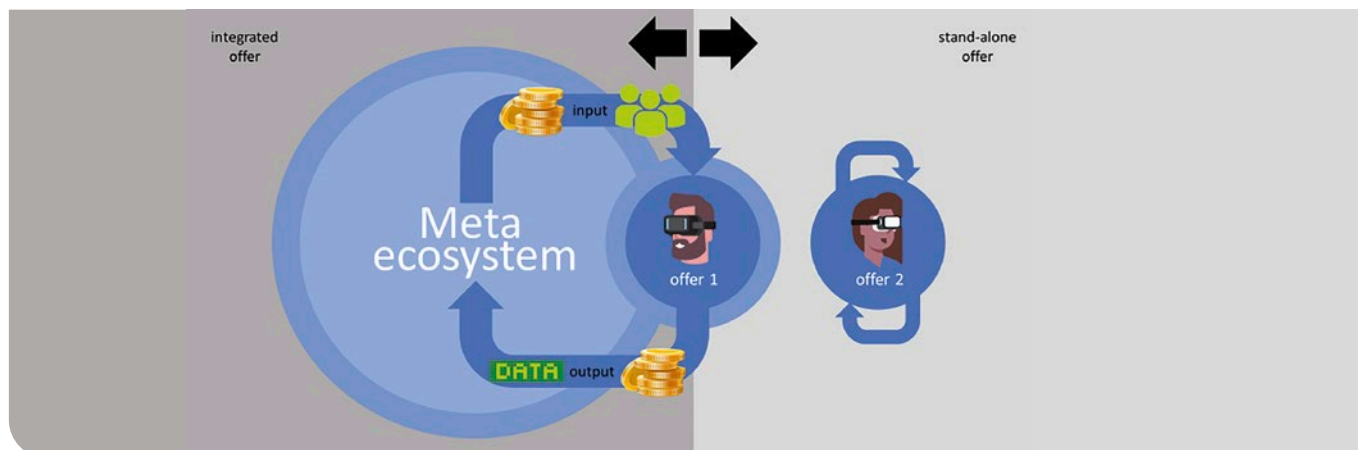 integrated
offer
stand-alone
offer
input
Meta
ecosystem
offer 1
offer 2
DATA output